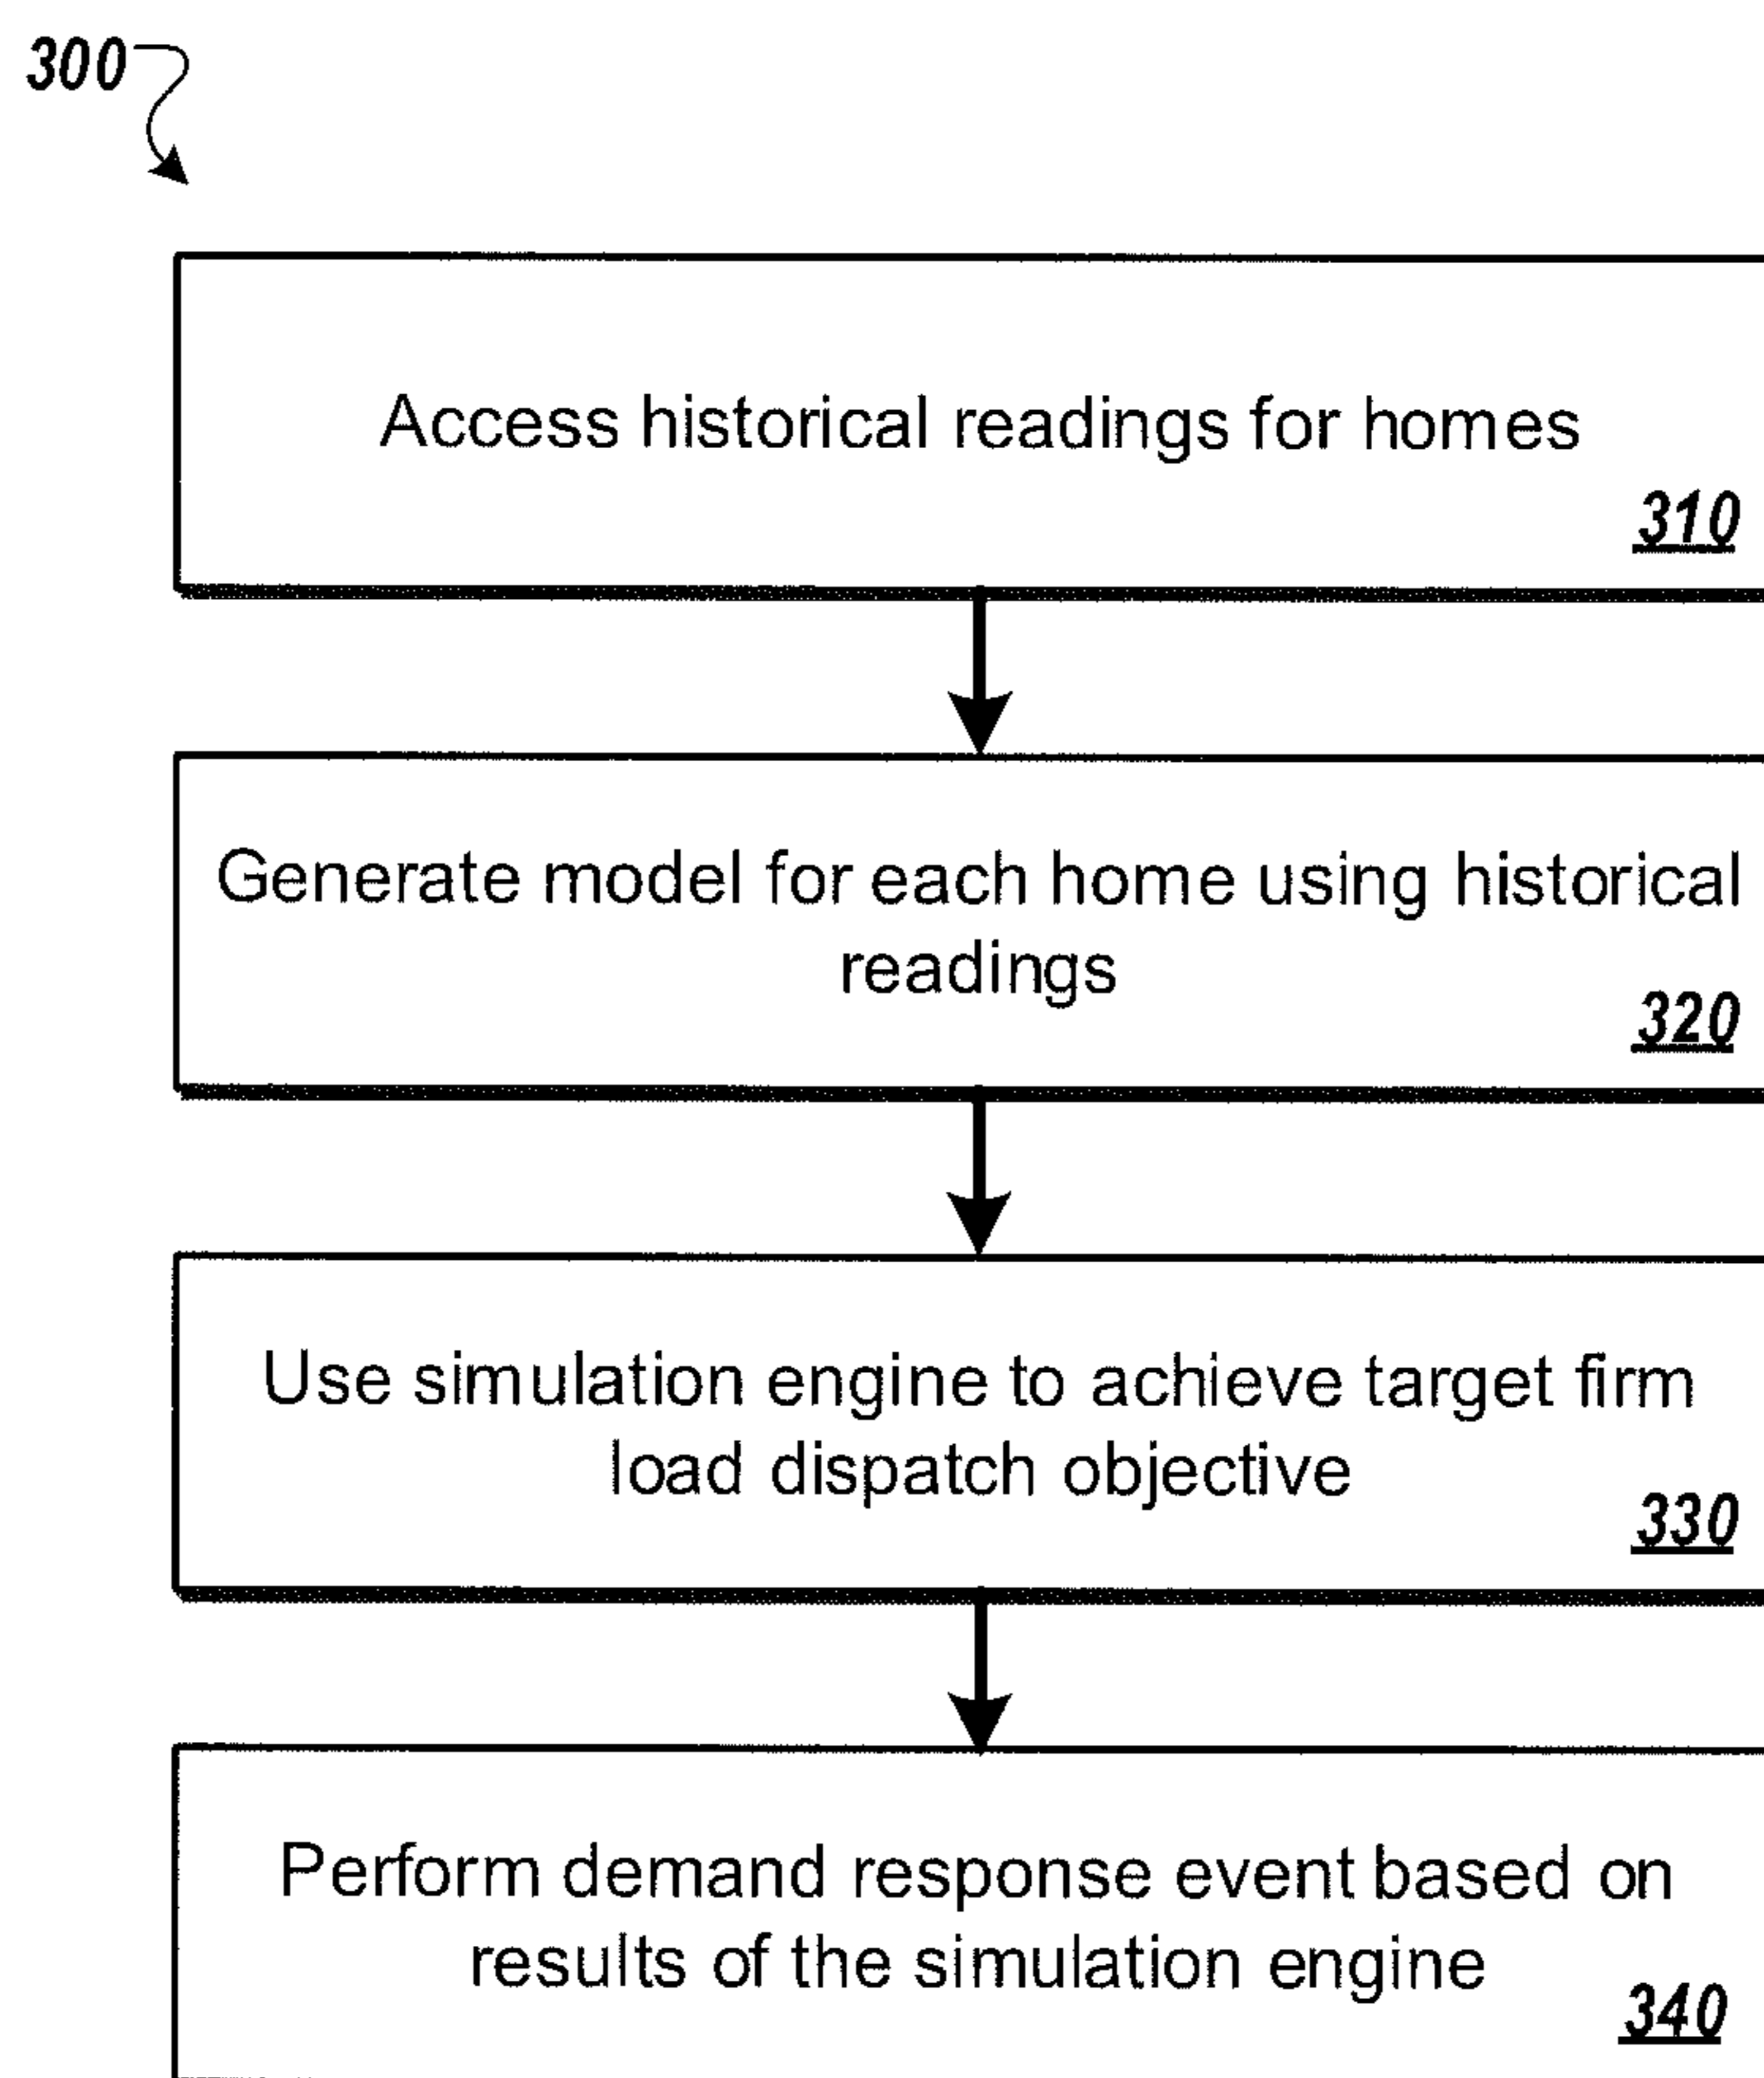 300
Access historical readings for homes
310
Generate model for each home using historical
readings
320
Use simulation engine to achieve target firm
load dispatch objective
330
Perform demand response event based on
results of the simulation engine
340